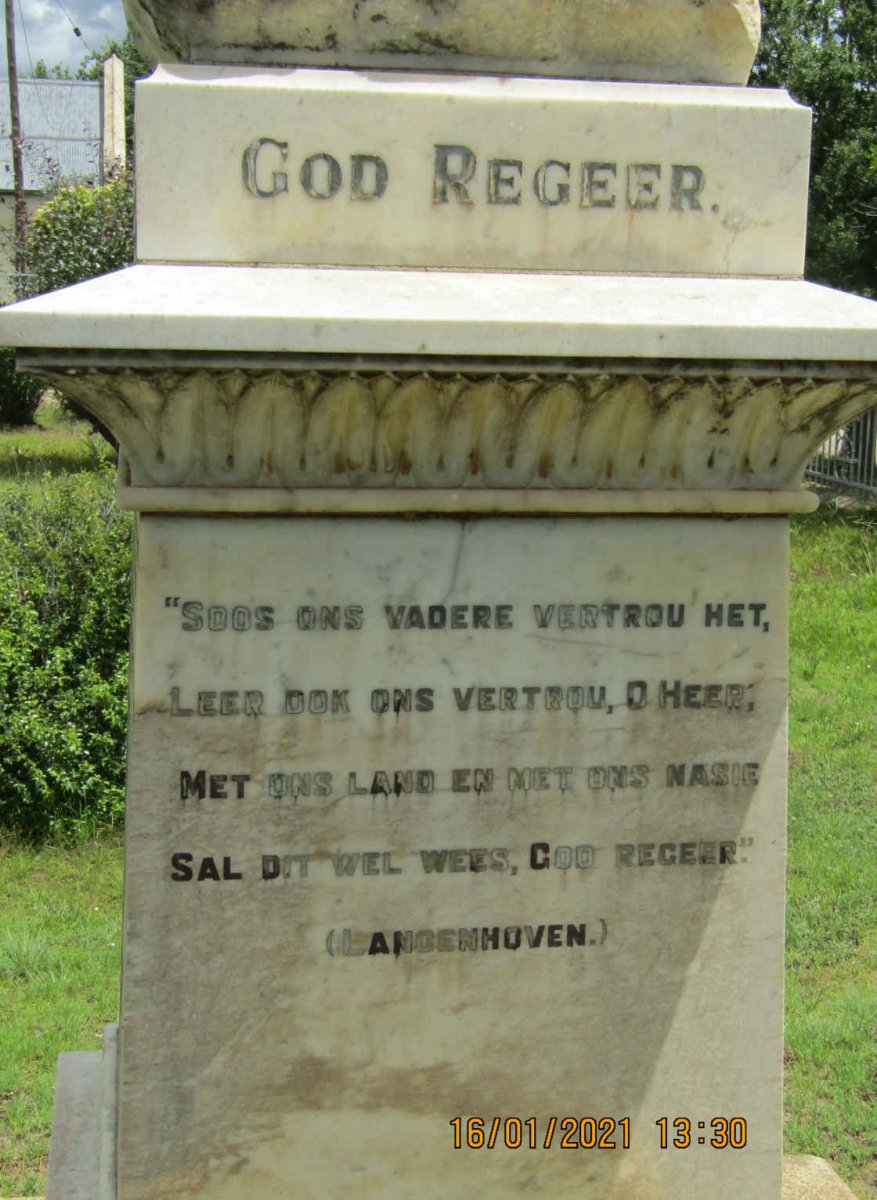 GOD REGEER.
"SOOS ONS VADERE VERTROU HET,
LEER OOK ONS VERTROU, O HEER;
MET ONS LAND EN MET ONS NASIE
SAL DIT WEL WEES, GOD REGEER."
(LANGENHOVEN.)
16/01/2021 13:30